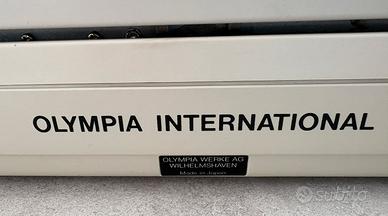 OLYMPIA INTERNATIONAL
OLYMPIA WERKE AG
WILHELMSHAVEN
Made in Japan
subito